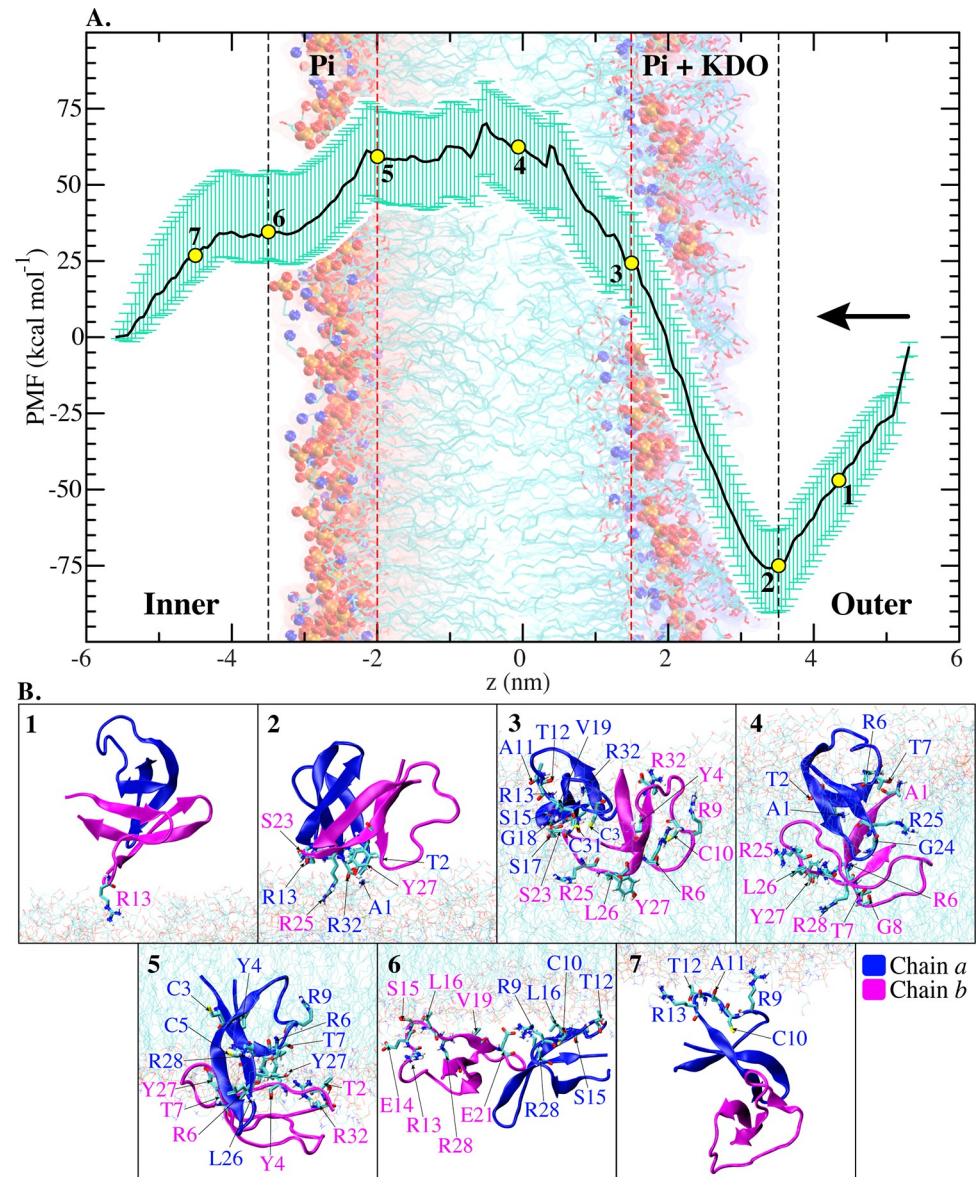 A.
Pi
Pi + KDO
75
50
25
0
-25
-50
-75
PMF (kcal mol-1)
1
2
3
4
5
6
7
Inner
Outer
-6
-4
-2
0
2
4
6
z (nm)
B.
1
R13
2
S23
R13
R25
R32
A1
Y27
T2
3
A11
T12
V19
R32
R13
S15
G18
S17
C31
C3
S23
R25
L26
Y27
R32
Y4
R9
C10
R6
4
R6
T7
T2
A1
A1
R25
G24
R25
L26
Y27
R28
T7
G8
R6
5
Y4
C3
C5
R28
R9
R6
T7
Y27
Y27
T7
R6
L26
Y4
T2
R32
6
S15
L16
V19
R9
L16
C10
T12
E14
R13
R28
E21
R28
S15
7
T12
A11
R9
R13
C10
Chain a
Chain b